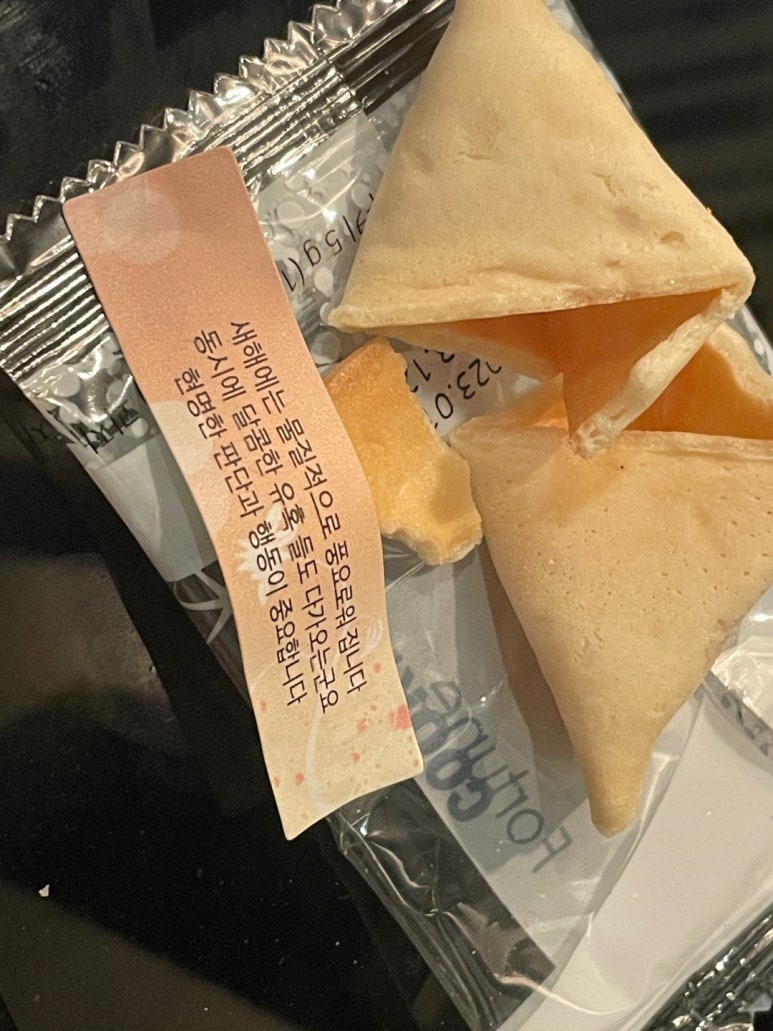 새해에는 물질적으로 풍요로워 집니다
동시에 달콤한 유혹 들도 다가오는군요
현명한 판단과 행동이 중요합니다
Fortune